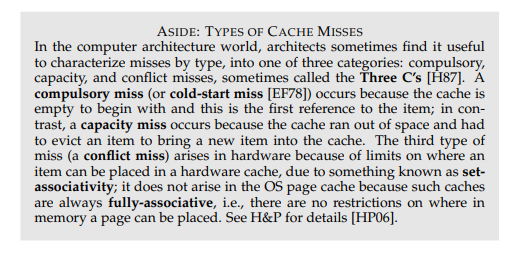 ASIDE: TYPES OF CACHE MISSES
In the computer architecture world, architects sometimes find it useful
to characterize misses by type, into one of three categories: compulsory,
capacity, and conflict misses, sometimes called the Three C's [H87]. A
compulsory miss (or cold-start miss [EF78]) occurs because the cache is
empty to begin with and this is the first reference to the item; in con-
trast, a capacity miss occurs because the cache ran out of space and had
to evict an item to bring a new item into the cache. The third type of
miss (a conflict miss) arises in hardware because of limits on where an
item can be placed in a hardware cache, due to something known as set-
associativity; it does not arise in the OS page cache because such caches
are always fully-associative, i.e., there are no restrictions on where in
memory a page can be placed. See H&P for details [HP06].